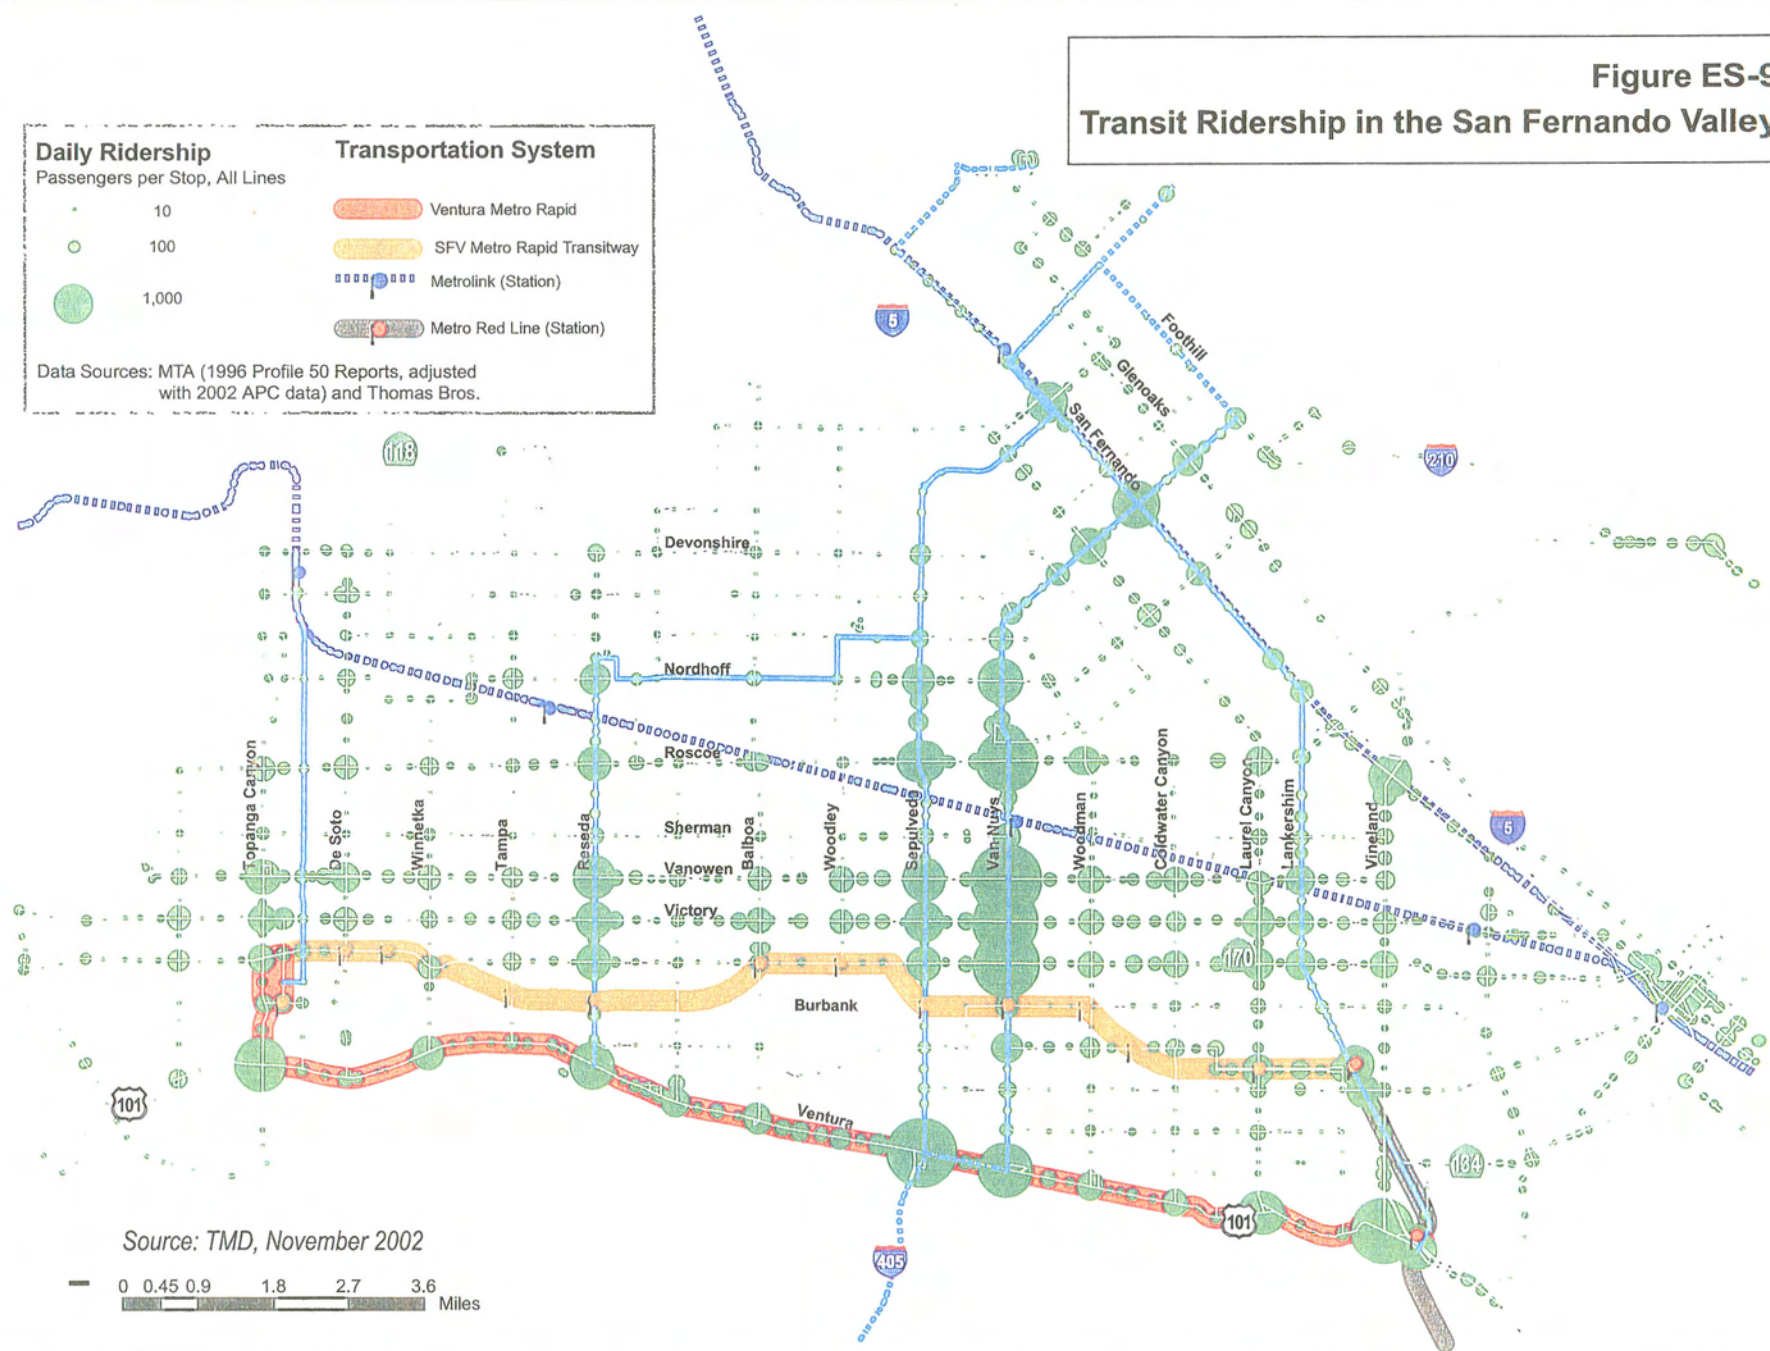 Figure ES-9
Transit Ridership in the San Fernando Valley
Daily Ridership
Passengers per Stop, All Lines
10
100
1,000
Transportation System
Ventura Metro Rapid
SFV Metro Rapid Transitway
Metrolink (Station)
Metro Red Line (Station)
Data Sources: MTA (1996 Profile 50 Reports, adjusted
with 2002 APC data) and Thomas Bros.
5
118
210
Foothill
Glenoaks
San Fernando
Devonshire
Nordhoff
Roscoe
Sherman
Vanowen
Victory
Burbank
Ventura
Topanga Canyon
De Soto
Winnetka
Tampa
Reseda
Balboa
Woodley
Sepulveda
Van Nuys
Woodman
Coldwater Canyon
Laurel Canyon
Lankershim
Vineland
5
170
101
134
101
405
Source: TMD, November 2002
0 0.45 0.9 1.8 2.7 3.6
Miles